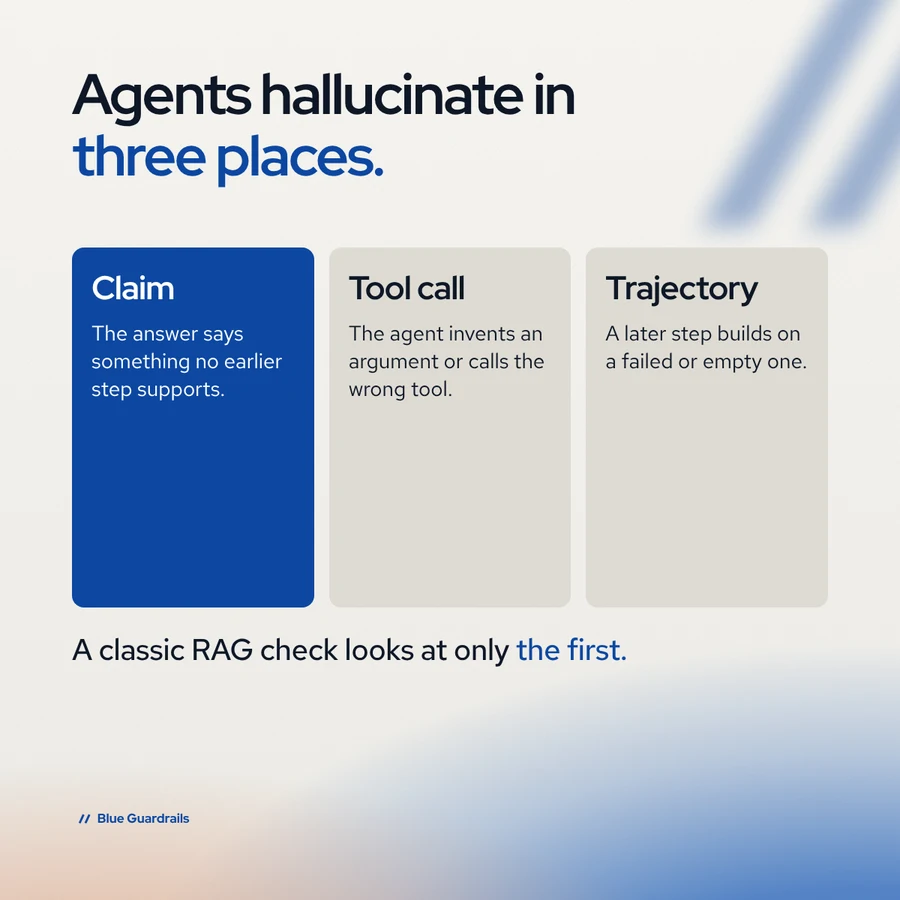 Agents hallucinate in
three places.
Claim
The answer says
something no earlier
step supports.
Tool call
The agent invents an
argument or calls the
wrong tool.
Trajectory
A later step builds on
a failed or empty one.
A classic RAG check looks at only the first.
// Blue Guardrails